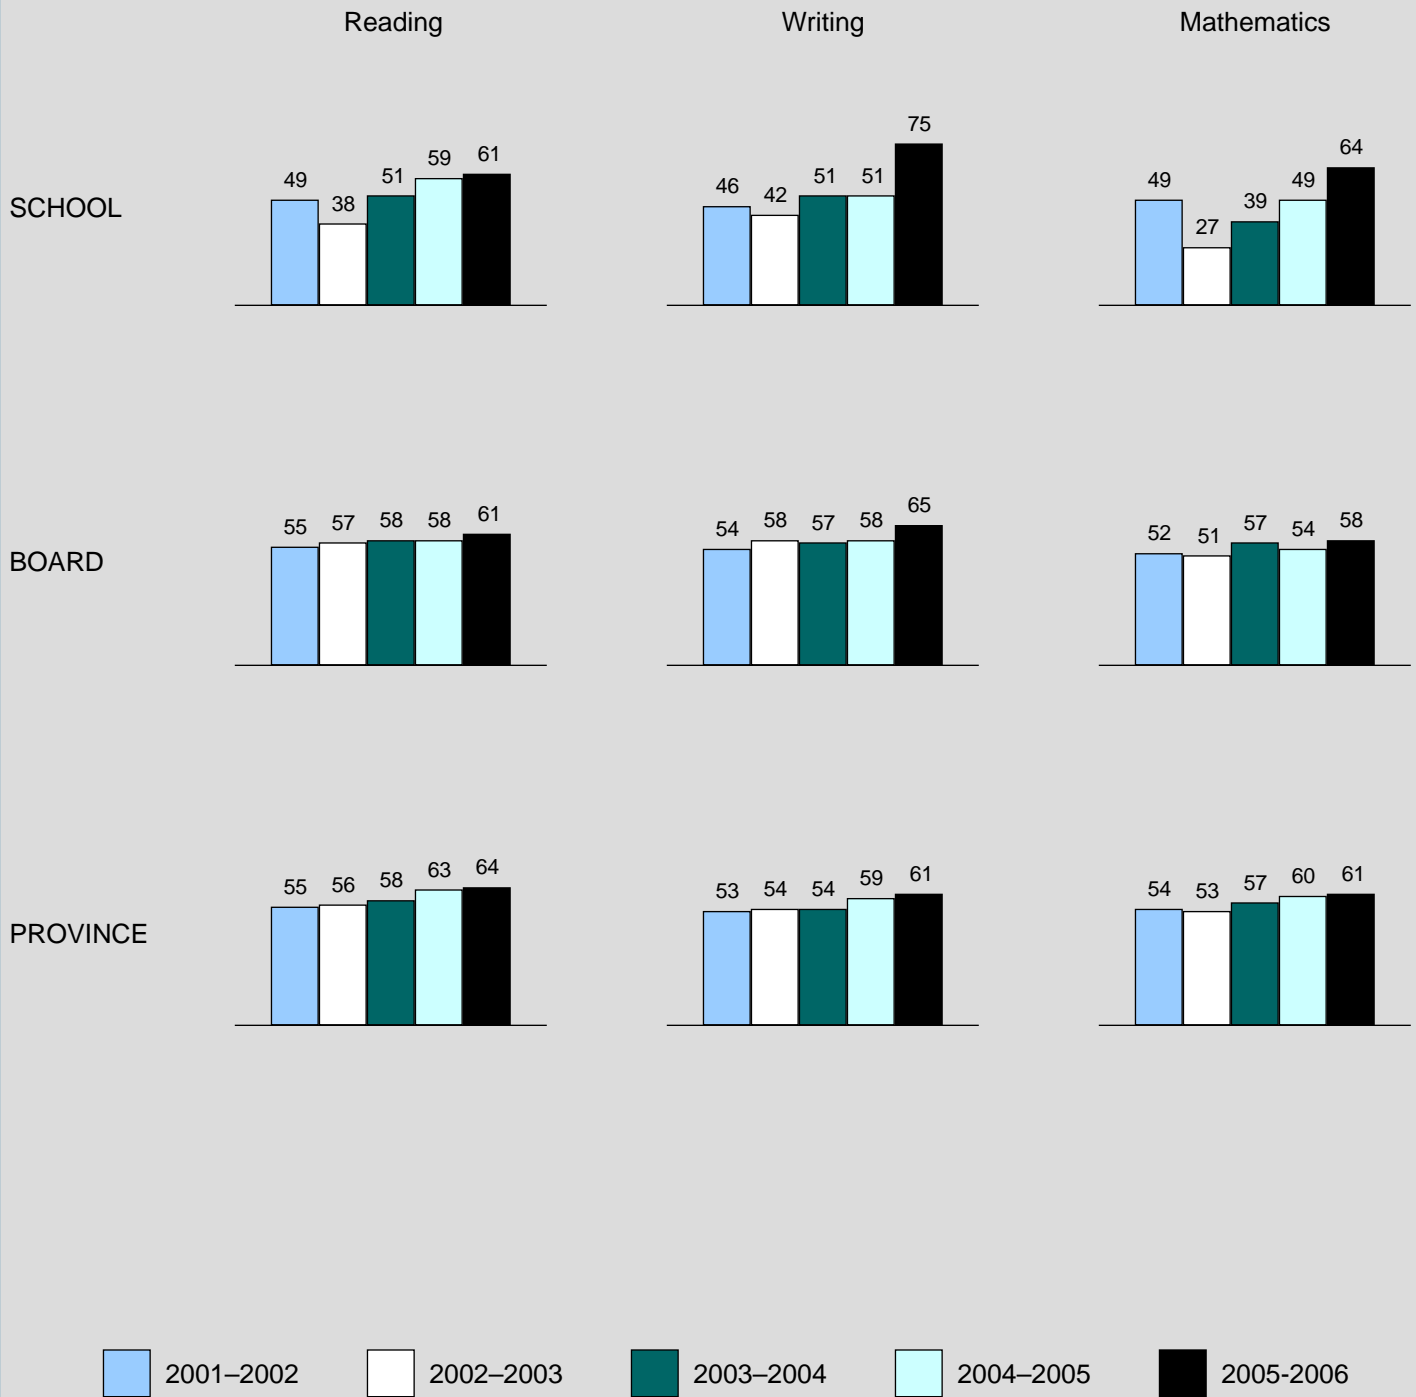 Reading Writing Mathematics
SCHOOL
49 38 51 59 61
46 42 51 51 75
49 27 39 49 64
BOARD
55 57 58 58 61
54 58 57 58 65
52 51 57 54 58
PROVINCE
55 56 58 63 64
53 54 54 59 61
54 53 57 60 61
2001–2002 2002–2003 2003–2004 2004–2005 2005-2006